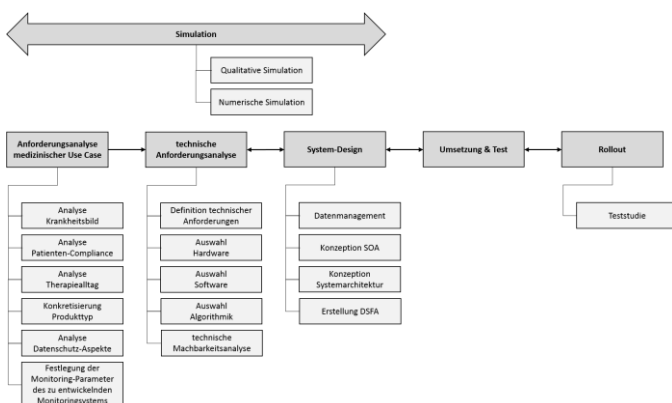 Simulation
Qualitative Simulation
Numerische Simulation
Anforderungsanalyse
medizinischer Use Case
technische
Anforderungsanalyse
System-Design
Umsetzung & Test
Rollout
Analyse
Krankheitsbild
Analyse
Patienten-Compliance
Analyse
Therapiealltag
Konkretisierung
Produkttyp
Analyse
Datenschutz-Aspekte
Festlegung der
Monitoring-Parameter
des zu entwickelnden
Monitoringsystems
Definition technischer
Anforderungen
Auswahl
Hardware
Auswahl
Software
Auswahl
Algorithmik
technische
Machbarkeitsanalyse
Datenmanagement
Konzeption SOA
Konzeption
Systemarchitektur
Erstellung DSFA
Teststudie